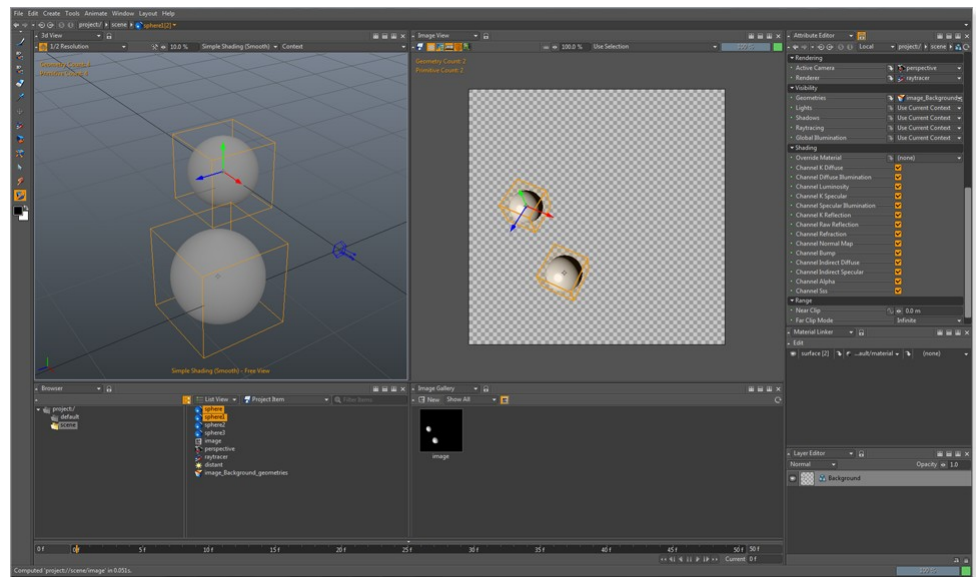 File Edit Create Tools Animate Window Layout Help
project/ scene sphere1[2]
3d View
1/2 Resolution 10.0 % Simple Shading (Smooth) Context
Geometry Count: 4
Primitive Count: 4
Simple Shading (Smooth) - Free View
Image View
100.0 % Use Selection 100 %
Geometry Count: 2
Primitive Count: 2
Attribute Editor
Local project/ scene
Rendering
Active Camera perspective
Renderer raytracer
Visibility
Geometries image_Background
Lights Use Current Context
Shadows Use Current Context
Raytracing Use Current Context
Global Illumination Use Current Context
Shading
Override Material (none)
Channel K Diffuse
Channel Diffuse Illumination
Channel Luminosity
Channel K Specular
Channel Specular Illumination
Channel K Reflection
Channel Raw Reflection
Channel Refraction
Channel Normal Map
Channel Bump
Channel Indirect Diffuse
Channel Indirect Specular
Channel Alpha
Channel Sss
Range
Near Clip 0.0 m
Far Clip Mode Infinite
Material Linker
Edit
surface [2] ...ault/material (none)
Browser
List View Project Item Filter Items
project/
default
scene
sphere
sphere1
sphere2
sphere3
image
perspective
raytracer
distant
image_Background_geometries
Image Gallery
New Show All
image
Layer Editor
Normal Opacity 1.0
Background
0 f 0f 5 f 10 f 15 f 20 f 25 f 30 f 35 f 40 f 45 f 50 f 50 f
Current 0 f
Computed 'project://scene/image' in 0.051s.
100 %